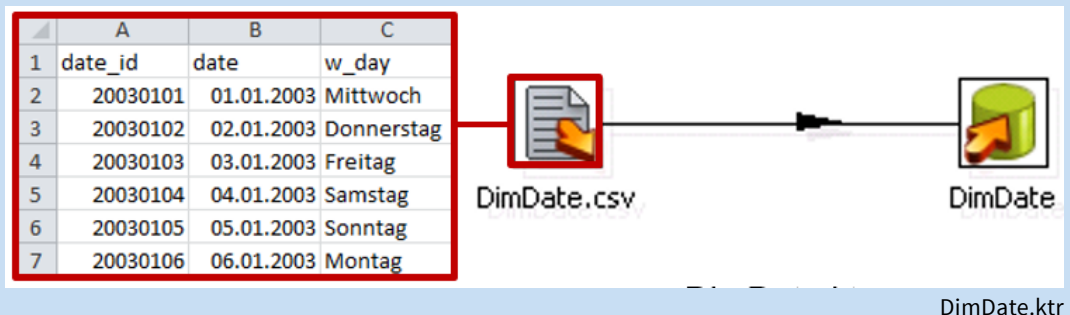 A B C
1 date_id date w_day
2 20030101 01.01.2003 Mittwoch
3 20030102 02.01.2003 Donnerstag
4 20030103 03.01.2003 Freitag
5 20030104 04.01.2003 Samstag
6 20030105 05.01.2003 Sonntag
7 20030106 06.01.2003 Montag
DimDate.csv
DimDate
DimDate.ktr